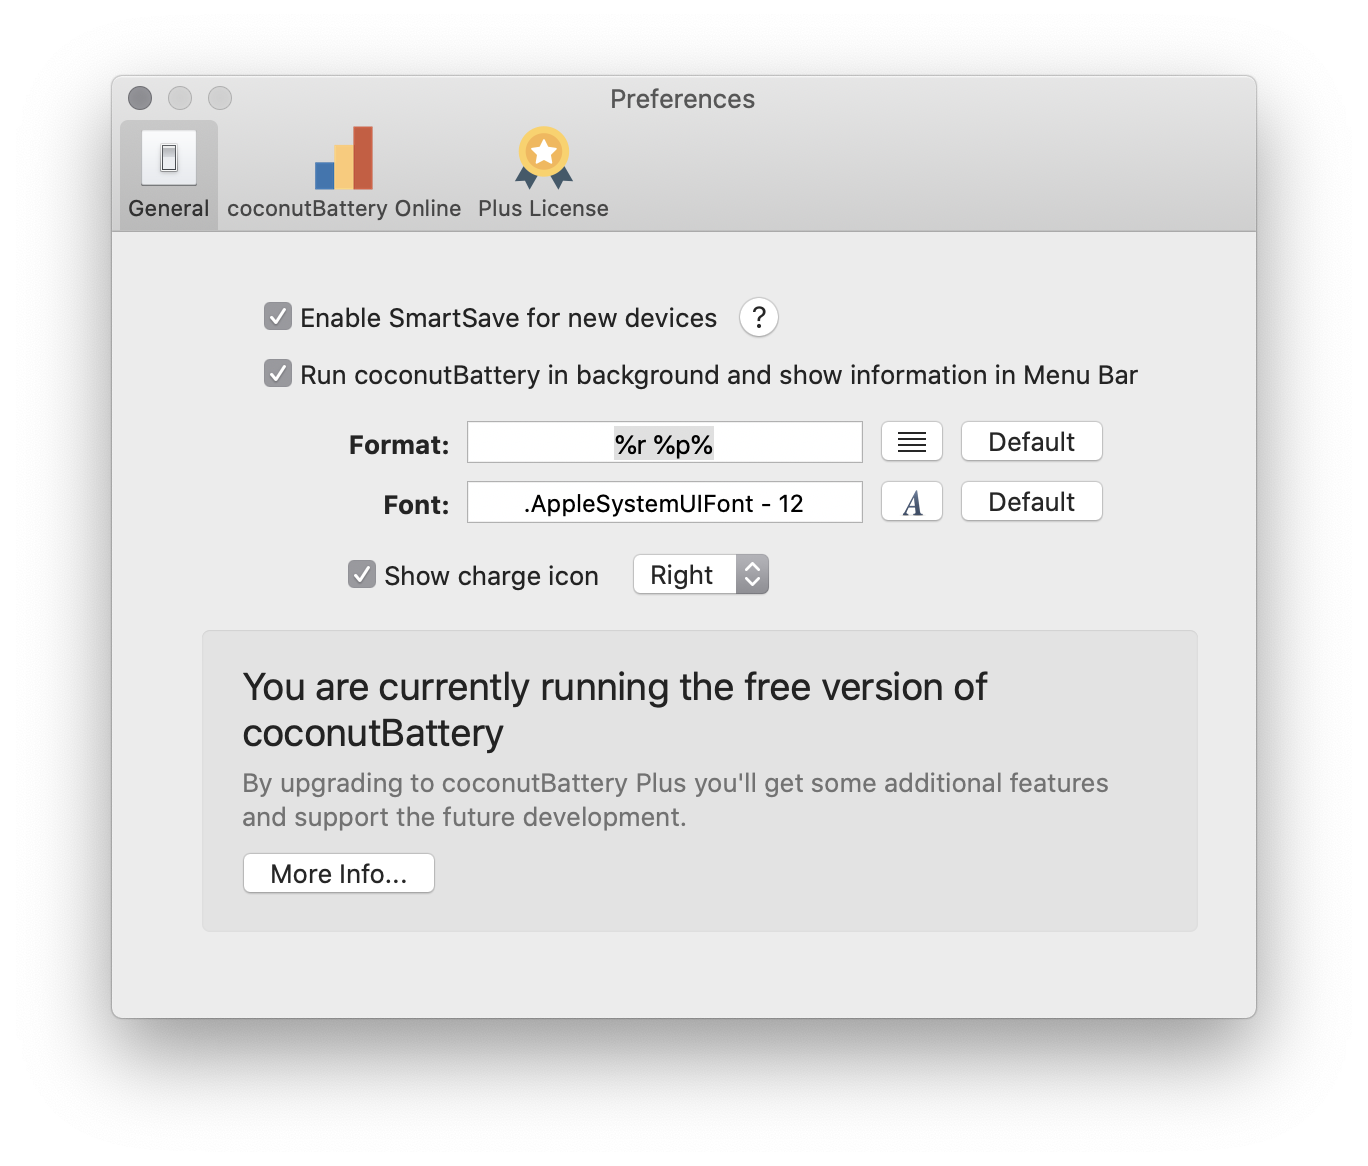 Preferences
General
coconutBattery Online
Plus License
Enable SmartSave for new devices ?
Run coconutBattery in background and show information in Menu Bar
Format: %r %p% Default
Font: .AppleSystemUIFont - 12 A Default
Show charge icon Right
You are currently running the free version of
coconutBattery
By upgrading to coconutBattery Plus you'll get some additional features
and support the future development.
More Info...